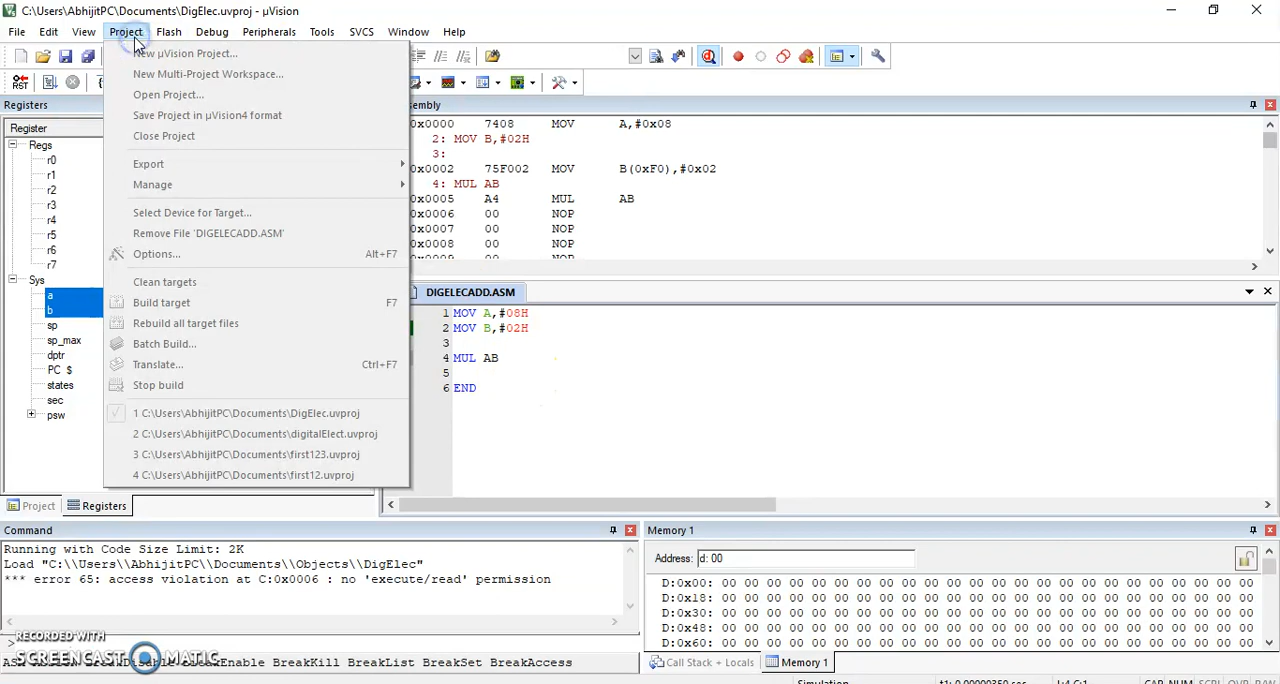 C:\Users\AbhijitPC\Documents\DigElec.uvproj - µVision
File Edit View Project Flash Debug Peripherals Tools SVCS Window Help
RST
Registers
Register
Regs
r0
r1
r2
r3
r4
r5
r6
r7
Sys
a
b
sp
sp_max
dptr
PC $
states
sec
psw
Project Registers
New µVision Project...
New Multi-Project Workspace...
Open Project...
Save Project in µVision4 format
Close Project
Export
Manage
Select Device for Target...
Remove File 'DIGELECADD.ASM'
Options... Alt+F7
Clean targets
Build target F7
Rebuild all target files
Batch Build...
Translate... Ctrl+F7
Stop build
1 C:\Users\AbhijitPC\Documents\DigElec.uvproj
2 C:\Users\AbhijitPC\Documents\digitalElect.uvproj
3 C:\Users\AbhijitPC\Documents\first123.uvproj
4 C:\Users\AbhijitPC\Documents\first12.uvproj
embly
0x0000 7408 MOV A,#0x08
2: MOV B,#02H
3:
0x0002 75F002 MOV B(0xF0),#0x02
4: MUL AB
0x0005 A4 MUL AB
0x0006 00 NOP
0x0007 00 NOP
0x0008 00 NOP
0x0009 00 NOP
DIGELECADD.ASM
1 MOV A,#08H
2 MOV B,#02H
3
4 MUL AB
5
6 END
Command
Running with Code Size Limit: 2K
Load "C:\\Users\\AbhijitPC\\Documents\\Objects\\DigElec"
*** error 65: access violation at C:0x0006 : no 'execute/read' permission
>
BreakEnable BreakKill BreakList BreakSet BreakAccess
RECORDED WITH
SCREENCAST MATIC
Memory 1
Address: d: 00
D:0x00: 00 00 00 00 00 00 00 00 00 00 00 00 00 00 00 00 00 00 00 00 00 00 00 00
D:0x18: 00 00 00 00 00 00 00 00 00 00 00 00 00 00 00 00 00 00 00 00 00 00 00 00
D:0x30: 00 00 00 00 00 00 00 00 00 00 00 00 00 00 00 00 00 00 00 00 00 00 00 00
D:0x48: 00 00 00 00 00 00 00 00 00 00 00 00 00 00 00 00 00 00 00 00 00 00 00 00
D:0x60: 00 00 00 00 00 00 00 00 00 00 00 00 00 00 00 00 00 00 00 00 00 00 00 00
Call Stack + Locals Memory 1
Simulation t1: 0.00000350 sec L:4 C:1 CAP NUM SCRL OVR R/W